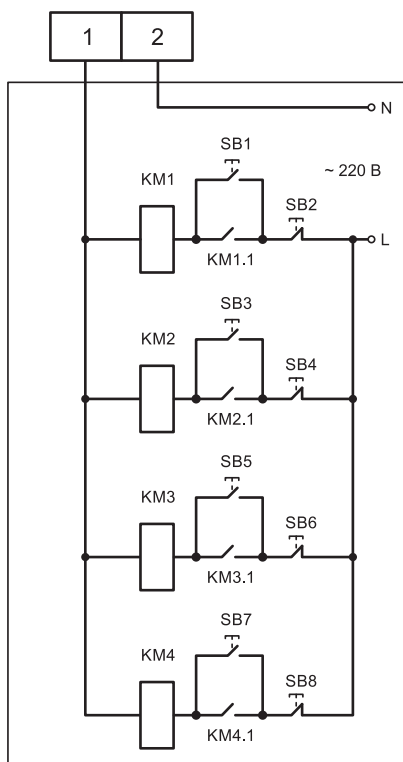 1 2
N
SB1
~ 220 В
KM1
SB2
L
KM1.1
SB3
KM2
SB4
KM2.1
SB5
KM3
SB6
KM3.1
SB7
KM4
SB8
KM4.1